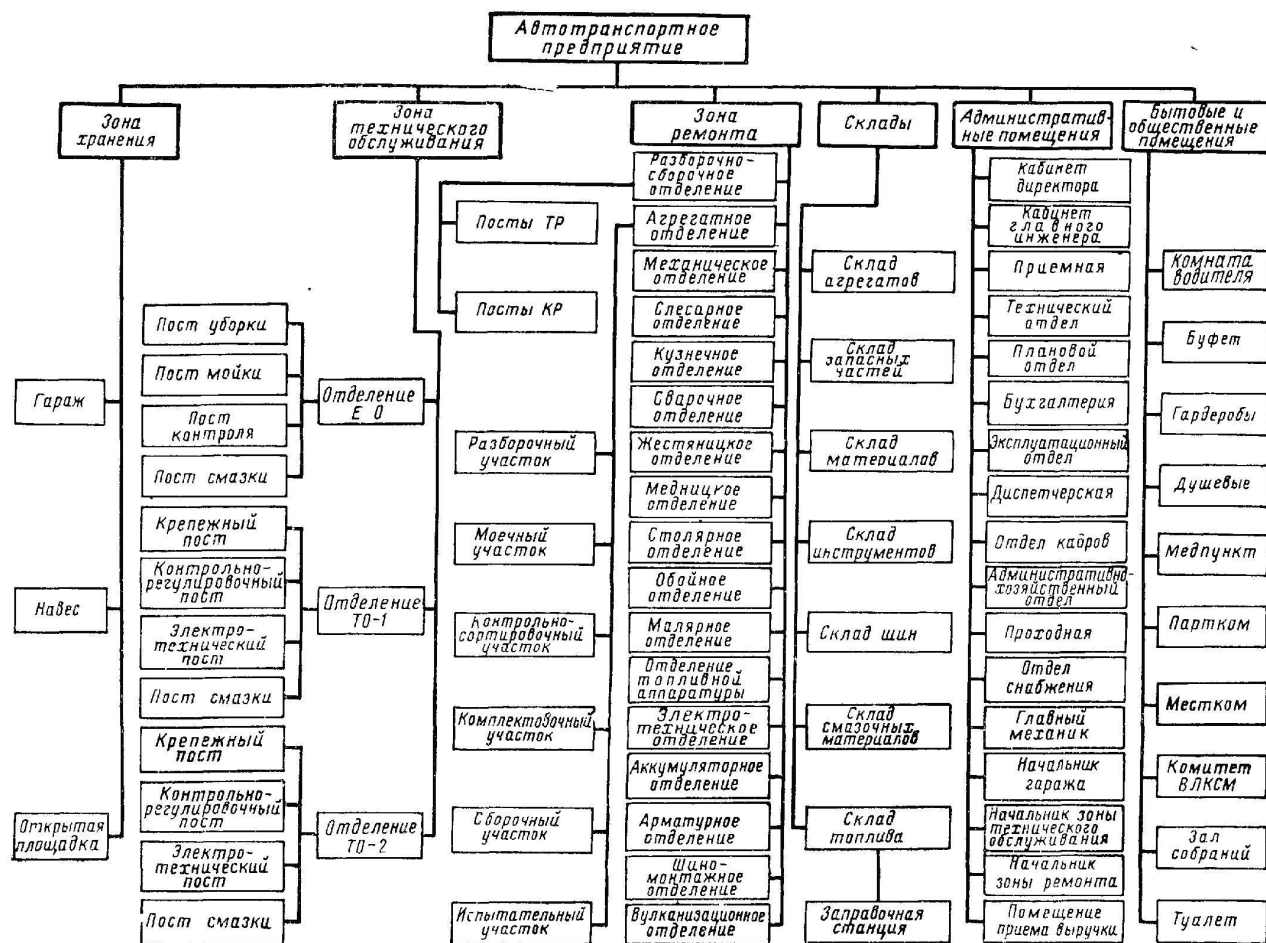 Автотранспортное
предприятие
Зона
хранения
Зона
технического
обслуживания
Зона
ремонта
Склады
Административ-
ные помещения
Бытовые и
общественные
помещения
Гараж
Навес
Открытая
площадка
Пост уборки
Пост мойки
Пост
контроля
Пост смазки
Крепежный
пост
Контрольно-
регулировочный
пост
Электро-
технический
пост
Пост смазки
Крепежный
пост
Контрольно-
регулировочный
пост
Электро-
технический
пост
Пост смазки
Отделение
ЕО
Отделение
ТО-1
Отделение
ТО-2
Посты ТР
Посты КР
Разборочный
участок
Моечный
участок
Контрольно-
сортировочный
участок
Комплектовочный
участок
Сборочный
участок
Испытательный
участок
Разборочно-
сборочное
отделение
Агрегатное
отделение
Механическое
отделение
Слесарное
отделение
Кузнечное
отделение
Сварочное
отделение
Жестяницкое
отделение
Медницкое
отделение
Столярное
отделение
Обойное
отделение
Малярное
отделение
Отделение
топливной
аппаратуры
Электро-
техническое
отделение
Аккумуляторное
отделение
Арматурное
отделение
Шино-
монтажное
отделение
Вулканизационное
отделение
Склад
агрегатов
Склад
запасных
частей
Склад
материалов
Склад
инструментов
Склад шин
Склад
смазочных
материалов
Склад
топлива
Заправочная
станция
Кабинет
директора
Кабинет
главного
инженера
Приемная
Технический
отдел
Плановой
отдел
Бухгалтерия
Эксплуатационный
отдел
Диспетчерская
Отдел кадров
Административно-
хозяйственный
отдел
Проходная
Отдел
снабжения
Главный
механик
Начальник
гаража
Начальник зоны
технического
обслуживания
Начальник
зоны ремонта
Помещение
приема выручки
Комната
водителя
Буфет
Гардеробы
Душевые
Медпункт
Партком
Местком
Комитет
ВЛКСМ
Зал
собраний
Туалет